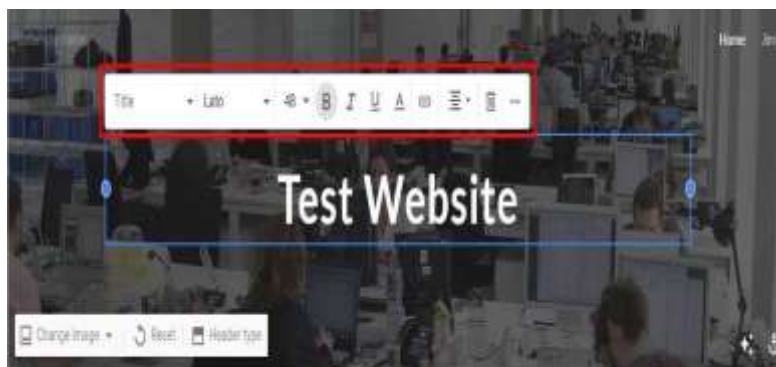 Home
Title Lato 48 B I U A
Test Website
Change image Reset Header type